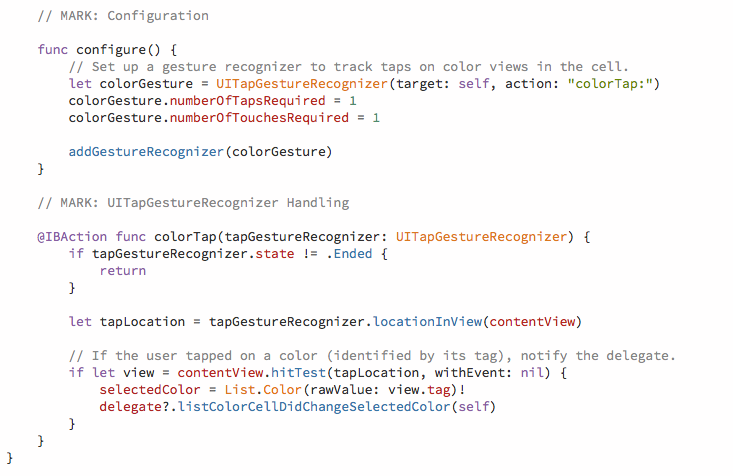 // MARK: Configuration
func configure() {
// Set up a gesture recognizer to track taps on color views in the cell.
let colorGesture = UITapGestureRecognizer(target: self, action: "colorTap:")
colorGesture.numberOfTapsRequired = 1
colorGesture.numberOfTouchesRequired = 1
addGestureRecognizer(colorGesture)
}
// MARK: UITapGestureRecognizer Handling
@IBAction func colorTap(tapGestureRecognizer: UITapGestureRecognizer) {
if tapGestureRecognizer.state != .Ended {
return
}
let tapLocation = tapGestureRecognizer.locationInView(contentView)
// If the user tapped on a color (identified by its tag), notify the delegate.
if let view = contentView.hitTest(tapLocation, withEvent: nil) {
selectedColor = List.Color(rawValue: view.tag)!
delegate?.listColorCellDidChangeSelectedColor(self)
}
}
}